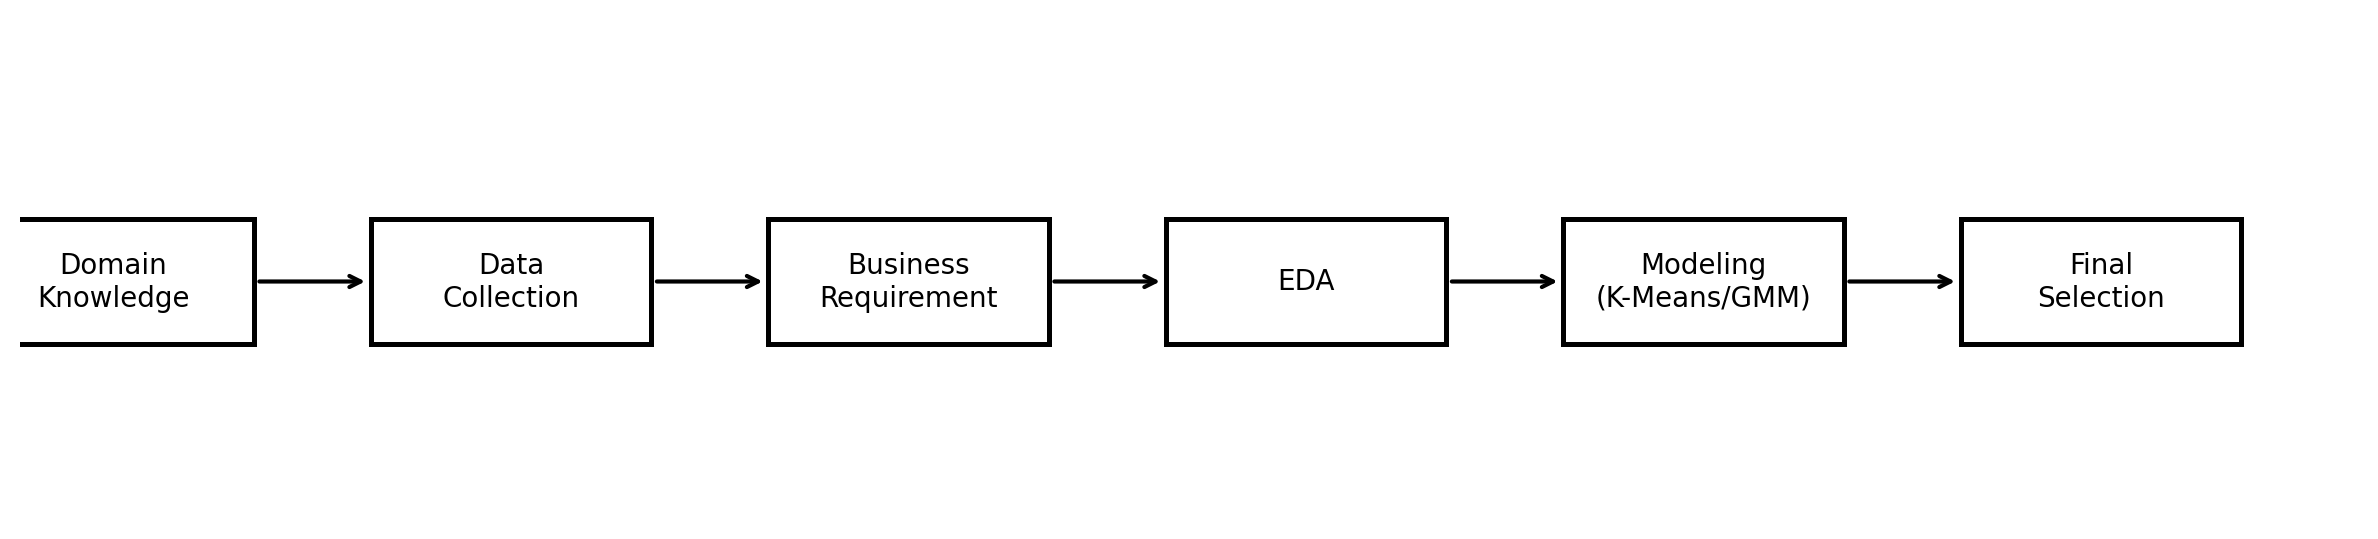 Domain
Knowledge
Data
Collection
Business
Requirement
EDA
Modeling
(K-Means/GMM)
Final
Selection